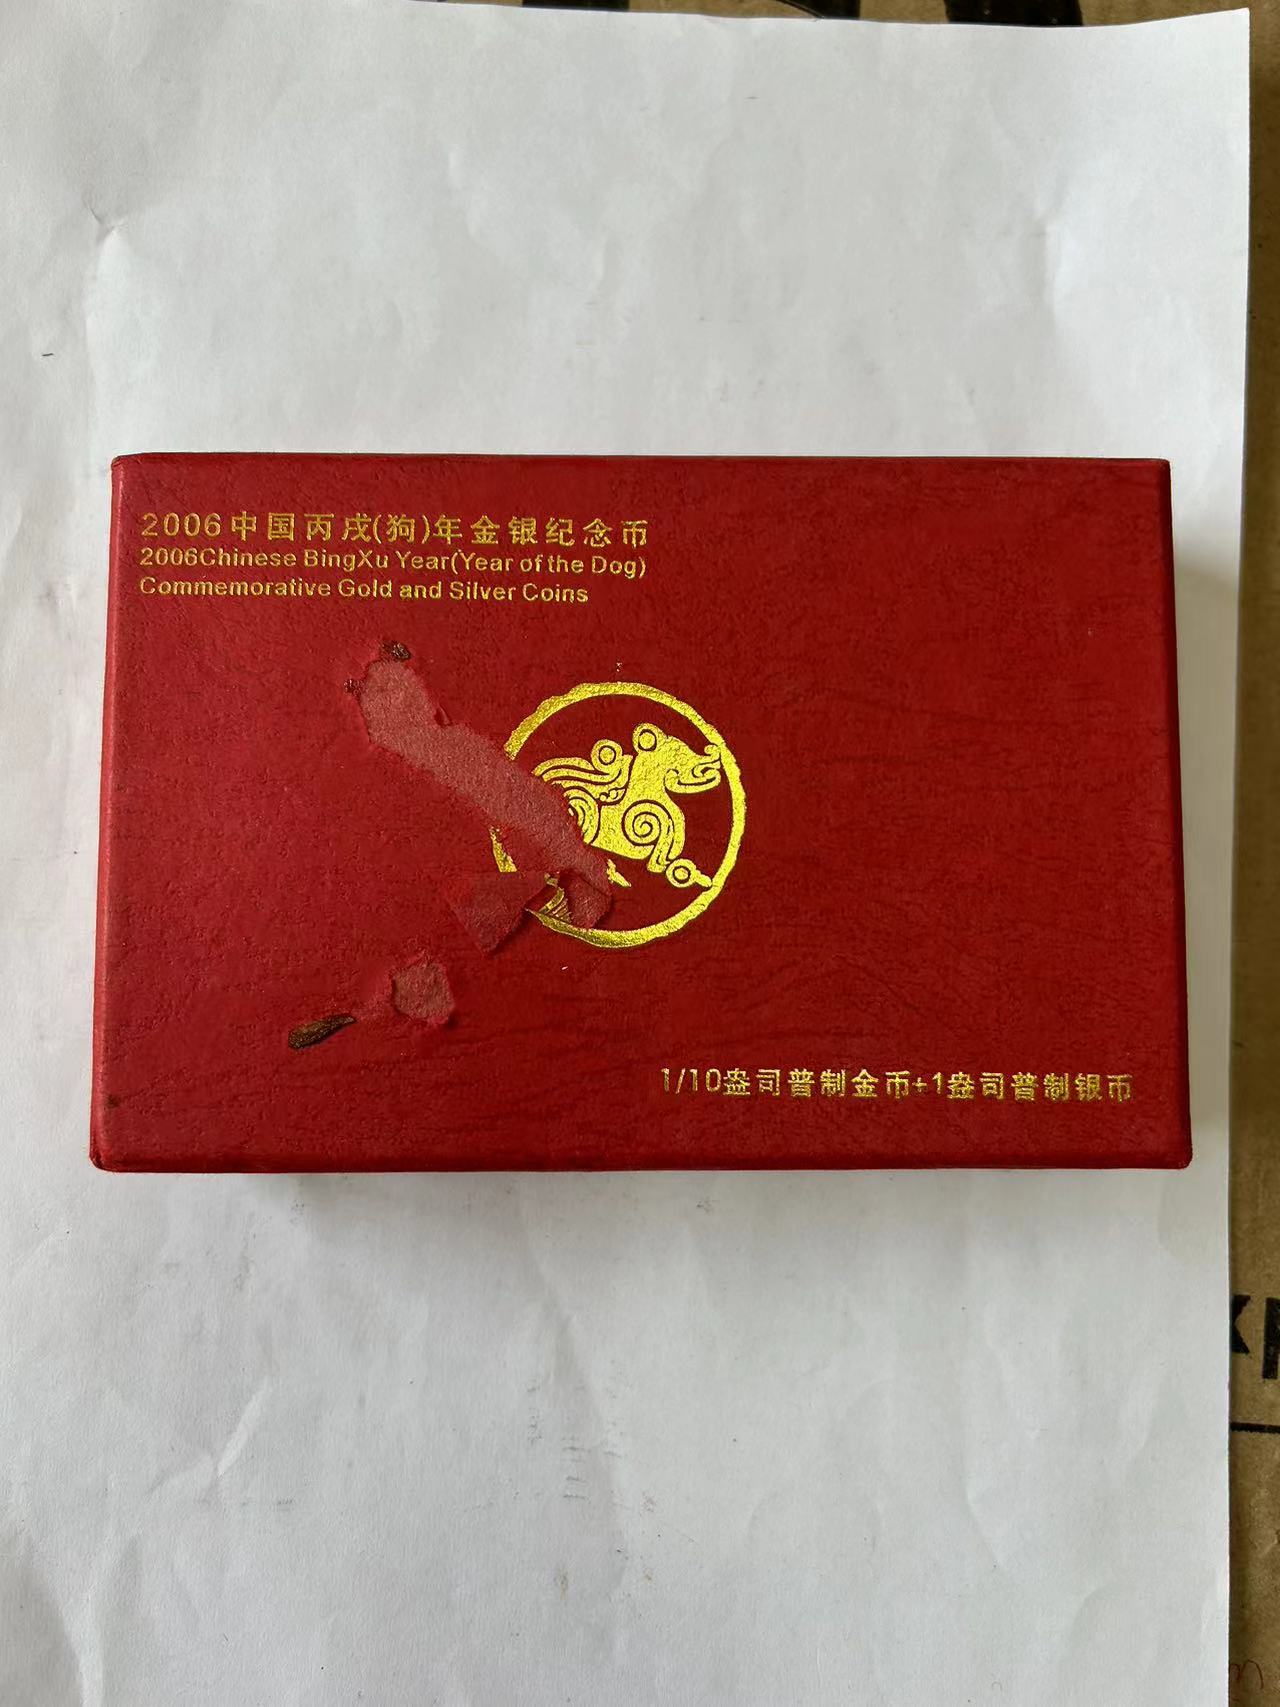 2006中国丙戌(狗)年金银纪念币
2006Chinese BingXu Year(Year of the Dog)
Commemorative Gold and Silver Coins
1/10盎司普制金币+1盎司普制银币